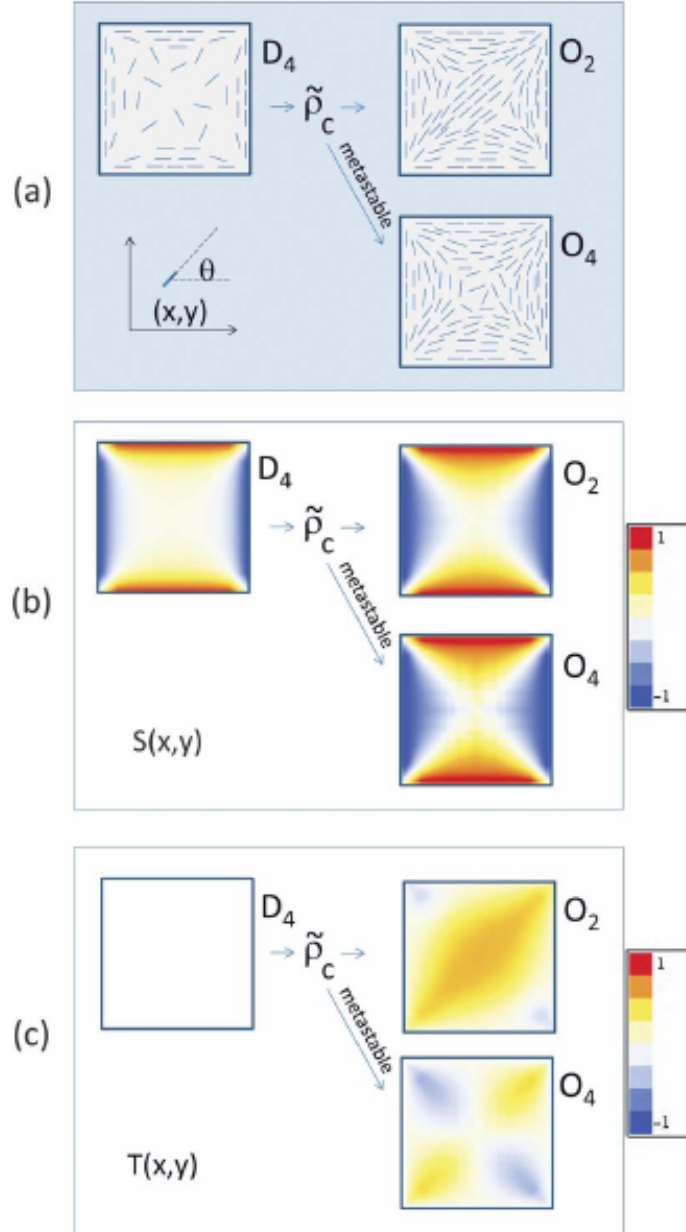 (a)
D₄
ρ̃c
O₂
metastable
O₄
θ
(x,y)
(b)
D₄
ρ̃c
O₂
metastable
O₄
S(x,y)
1
-1
(c)
D₄
ρ̃c
O₂
metastable
O₄
T(x,y)
1
-1